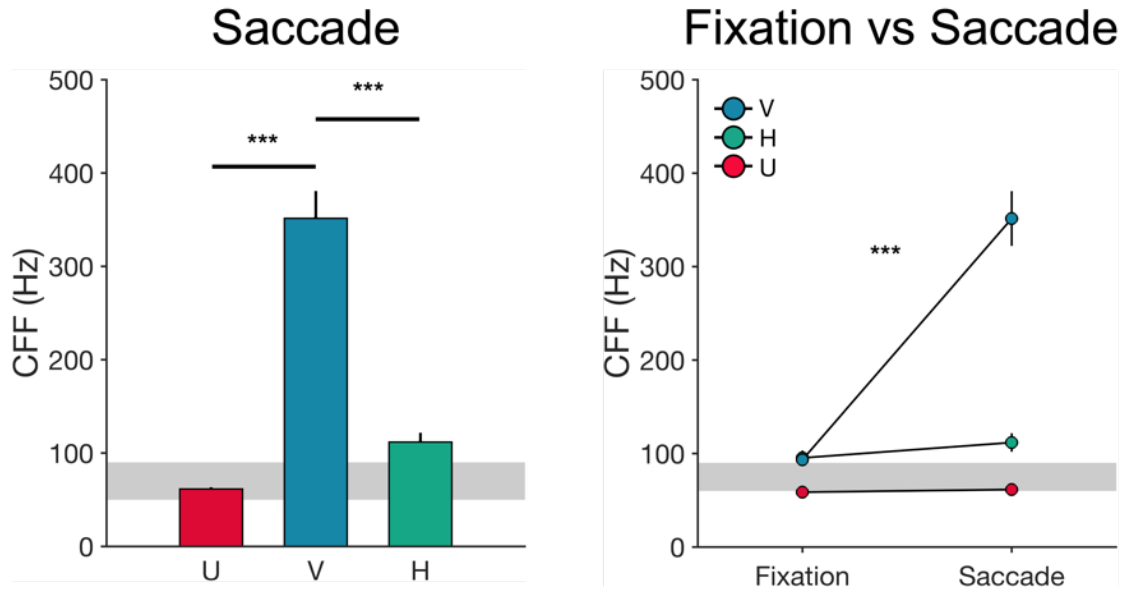 Saccade
CFF (Hz)
500
400
300
200
100
0
***
***
U
V
H
Fixation vs Saccade
CFF (Hz)
500
400
300
200
100
0
V
H
U
***
Fixation
Saccade